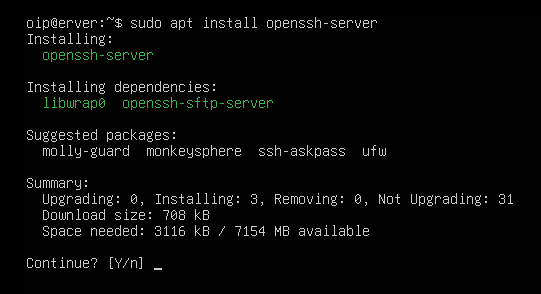 oip@erver:~$ sudo apt install openssh-server
Installing:
openssh-server
Installing dependencies:
libwrap0 openssh-sftp-server
Suggested packages:
molly-guard monkeysphere ssh-askpass ufw
Summary:
Upgrading: 0, Installing: 3, Removing: 0, Not Upgrading: 31
Download size: 708 kB
Space needed: 3116 kB / 7154 MB available
Continue? [Y/n] _